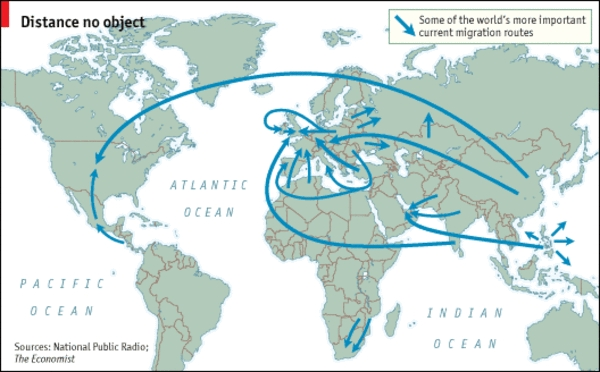 Distance no object
Some of the world's more important
current migration routes
ATLANTIC
OCEAN
PACIFIC
OCEAN
INDIAN
OCEAN
Sources: National Public Radio;
The Economist